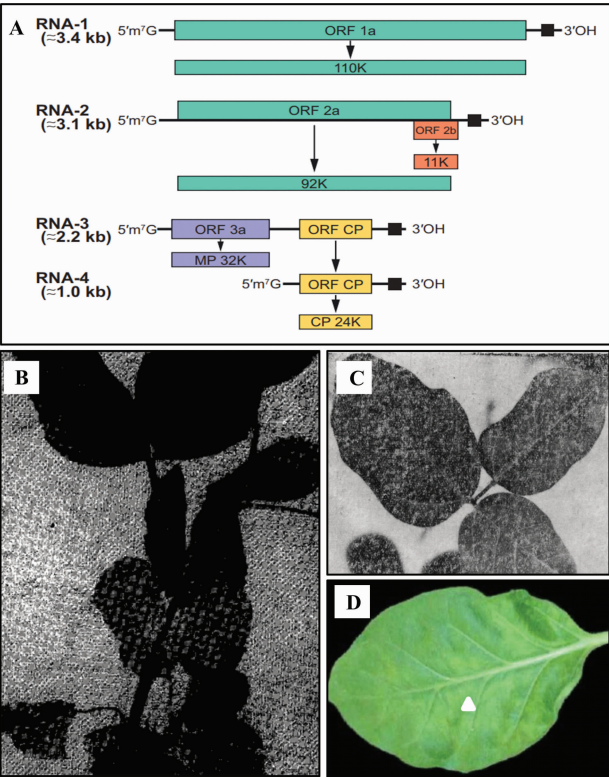 A
RNA-1
(≈3.4 kb)
5′m⁷G
ORF 1a
3′OH
110K
RNA-2
(≈3.1 kb)
5′m⁷G
ORF 2a
ORF 2b
3′OH
11K
92K
RNA-3
(≈2.2 kb)
5′m⁷G
ORF 3a
ORF CP
3′OH
MP 32K
RNA-4
(≈1.0 kb)
5′m⁷G
ORF CP
3′OH
CP 24K
B
C
D